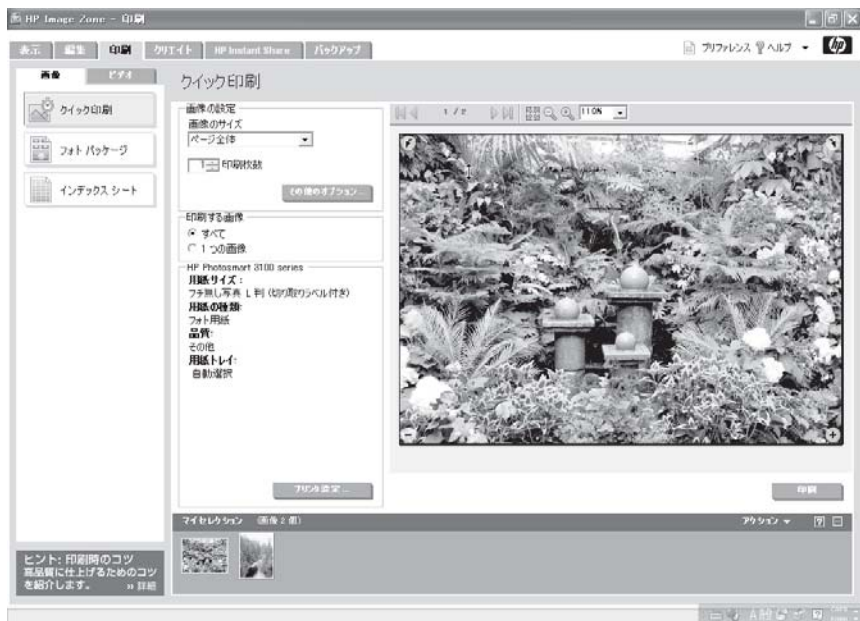 HP Image Zone - 印刷
表示 編集 印刷 クリエイト HP Instant Share バックアップ
プリファレンス ヘルプ
hp
画像 ビデオ
クイック印刷
フォト パッケージ
インデックス シート
クイック印刷
画像の設定
画像のサイズ
ページ全体
1 印刷枚数
その他のオプション...
印刷する画像
すべて
1 つの画像
HP Photosmart 3100 series
用紙サイズ:
フチ無し写真 L 判 (切り取りラベル付き)
用紙の種類:
フォト用紙
品質:
その他
用紙トレイ:
自動選択
プリンタ設定...
1 / 2
110%
印刷
マイセレクション (画像 2 個)
アクション
ヒント: 印刷時のコツ
高品質に仕上げるためのコツ
を紹介します。 » 詳細